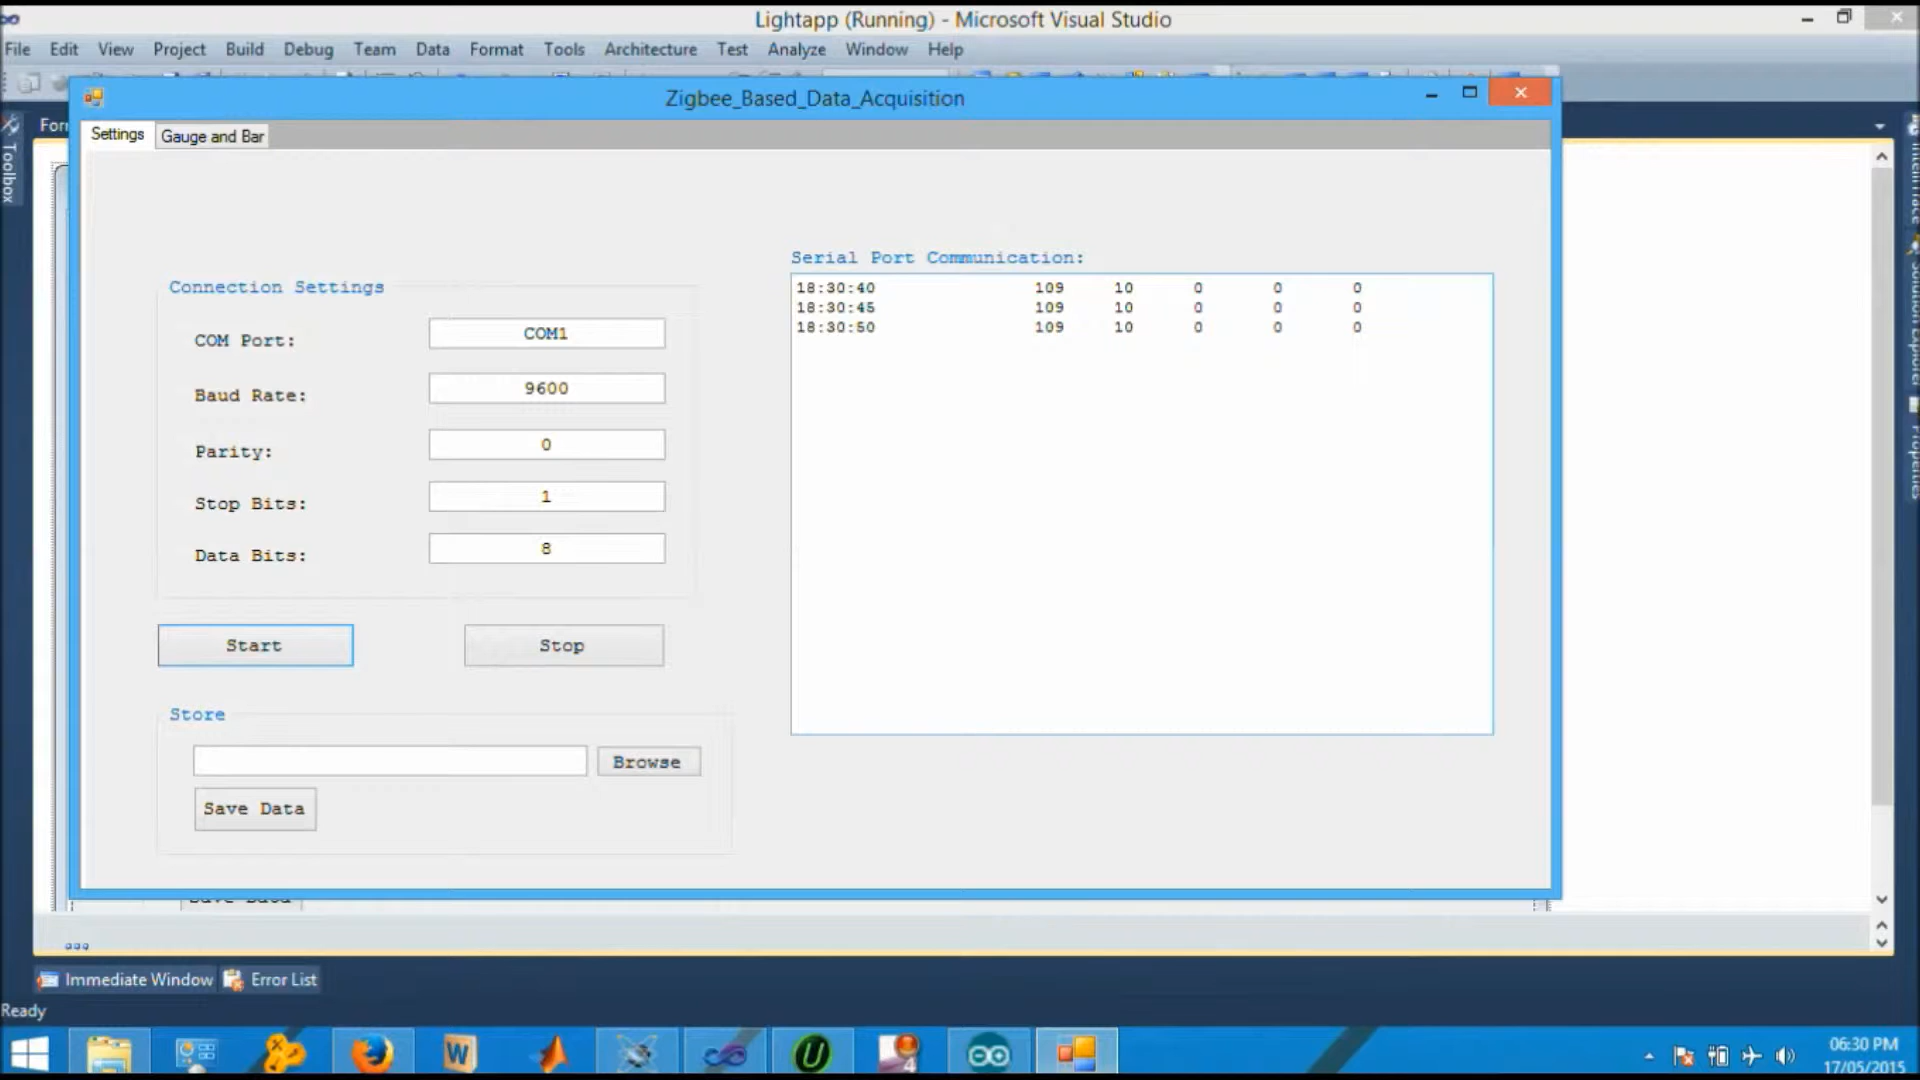 Lightapp (Running) - Microsoft Visual Studio
File Edit View Project Build Debug Team Data Format Tools Architecture Test Analyze Window Help
Zigbee_Based_Data_Acquisition
Toolbox
Settings Gauge and Bar
Serial Port Communication:
18:30:40 109 10 0 0 0
18:30:45 109 10 0 0 0
18:30:50 109 10 0 0 0
Connection Settings
COM Port: COM1
Baud Rate: 9600
Parity: 0
Stop Bits: 1
Data Bits: 8
Start Stop
Store
Browse
Save Data
Solution Explorer
Properties
Immediate Window Error List
Ready
06:30 PM
17/05/2015